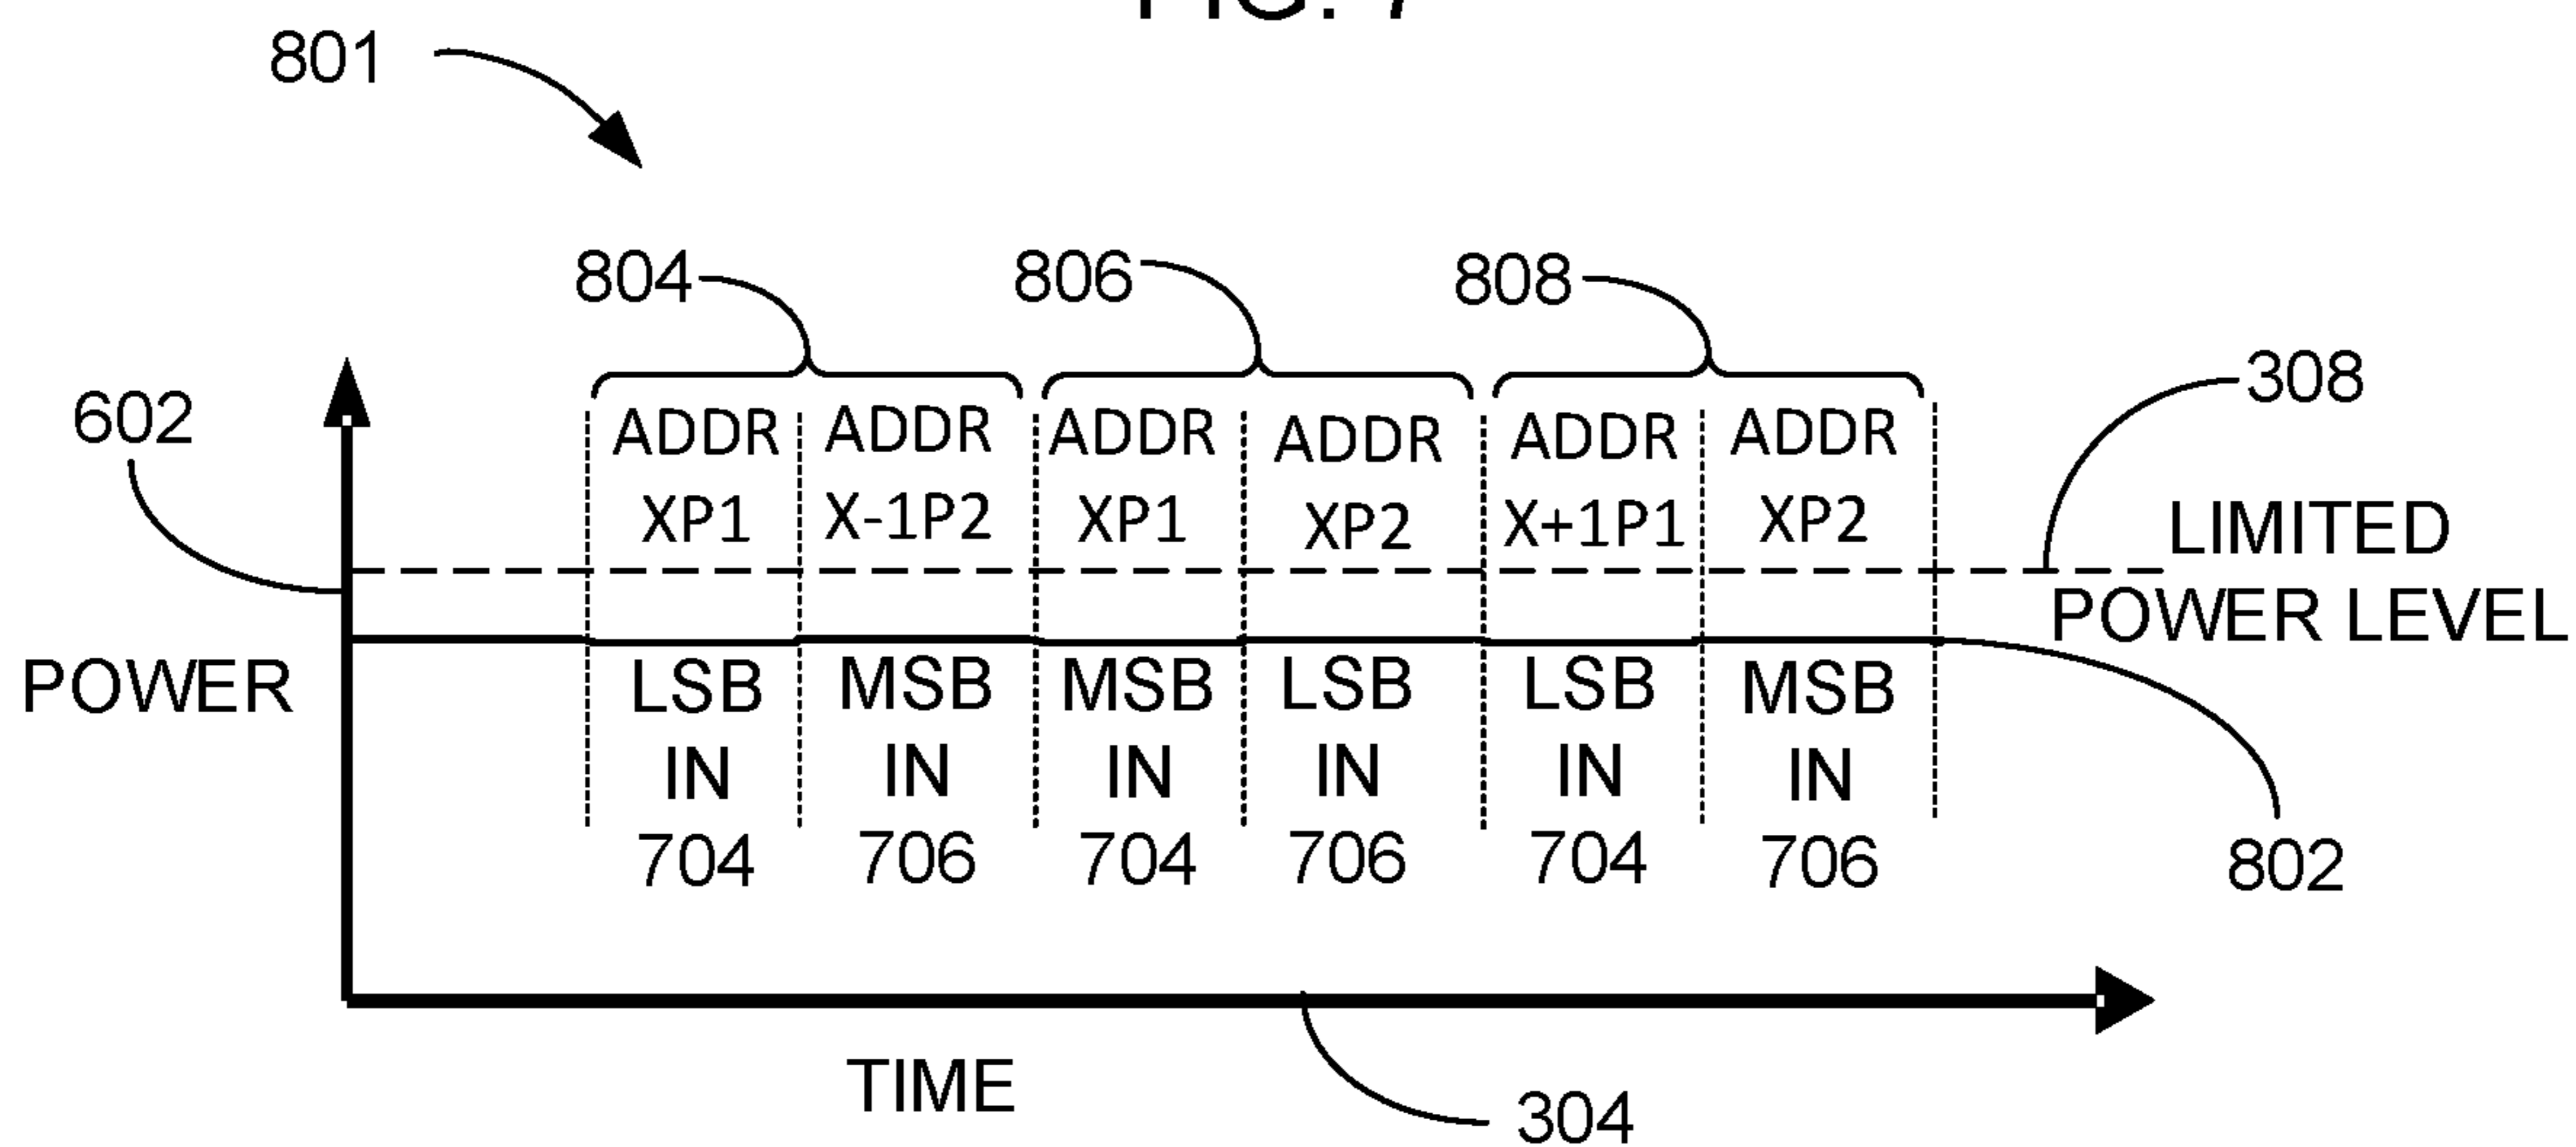 FIG. 7
801
804 806 808
308
602
ADDR ADDR ADDR ADDR ADDR ADDR
XP1 X-1P2 XP1 XP2 X+1P1 XP2
LIMITED
POWER LEVEL
POWER
LSB MSB MSB LSB LSB MSB
IN IN IN IN IN IN
704 706 704 706 704 706
802
TIME
304